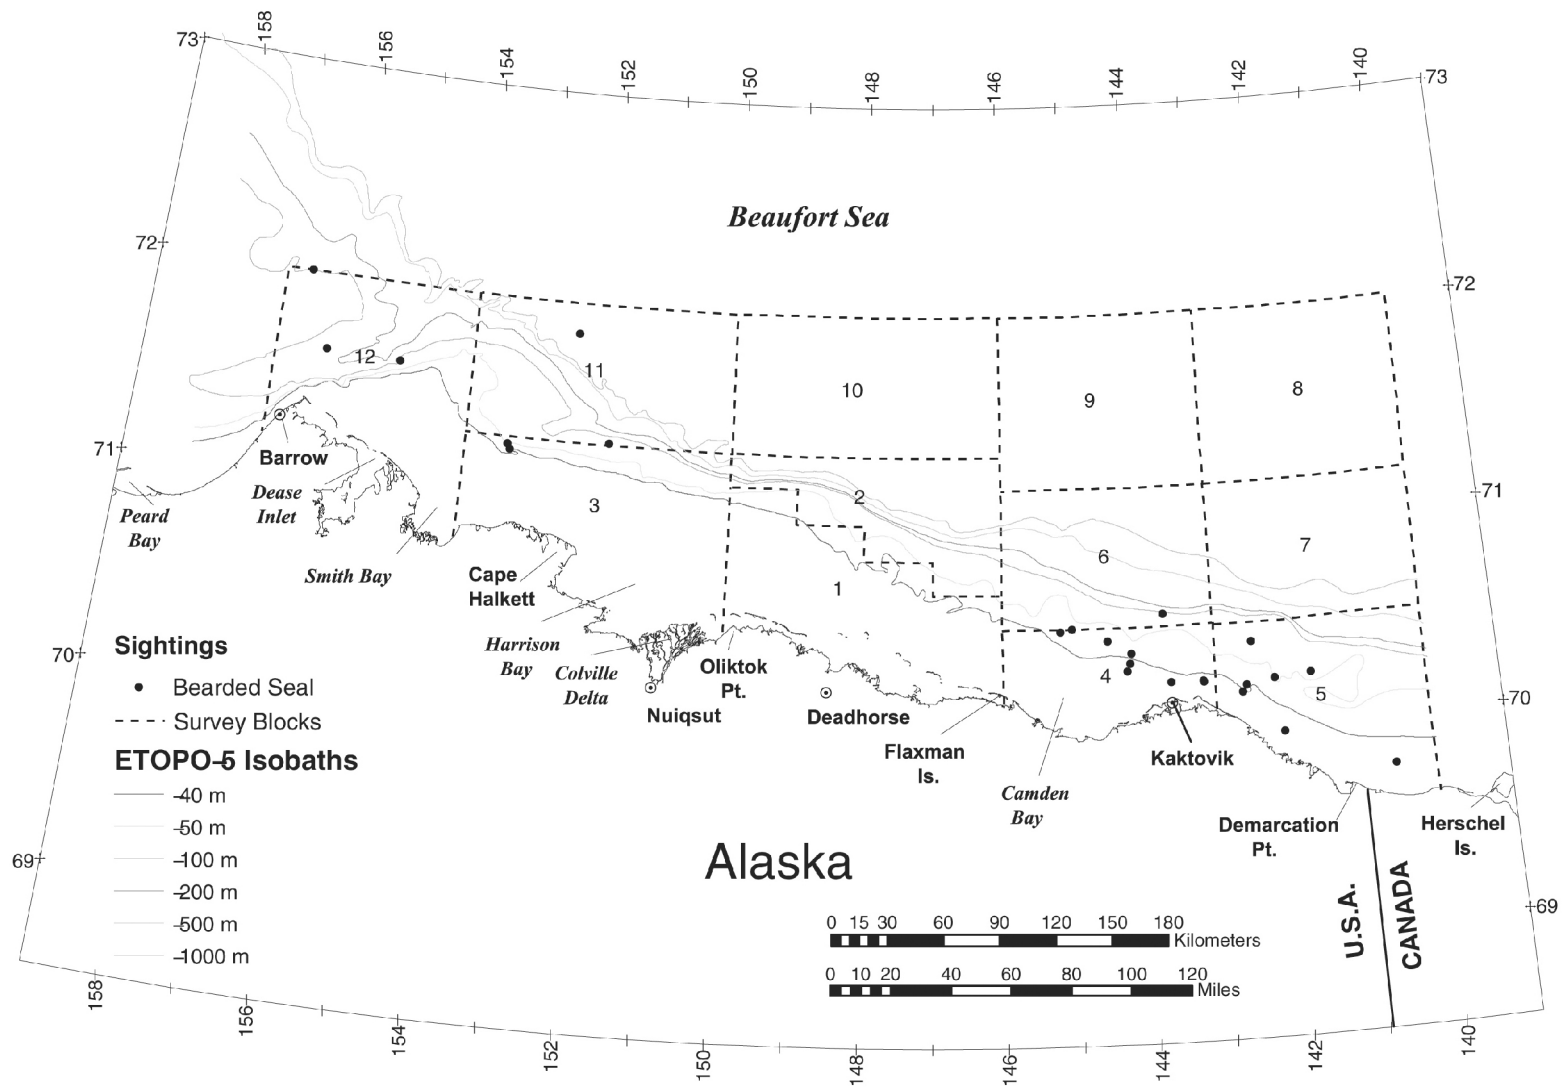 158
156
154
152
150
148
146
144
142
140
73
73
Beaufort Sea
72
72
12
11
10
9
8
71
Barrow
71
Dease
Inlet
Peard
Bay
3
2
6
7
Smith Bay
Cape
Halkett
1
Harrison
Bay
Colville
Delta
Oliktok
Pt.
4
5
70
70
Nuiqsut
Deadhorse
Flaxman
Is.
Kaktovik
Camden
Bay
Demarcation
Pt.
Herschel
Is.
Sightings
Bearded Seal
Survey Blocks
ETOPO-5 Isobaths
-40 m
-50 m
-100 m
-200 m
-500 m
-1000 m
69
69
Alaska
U.S.A.
CANADA
0 15 30 60 90 120 150 180
Kilometers
0 10 20 40 60 80 100 120
Miles
158
156
154
152
150
148
146
144
142
140